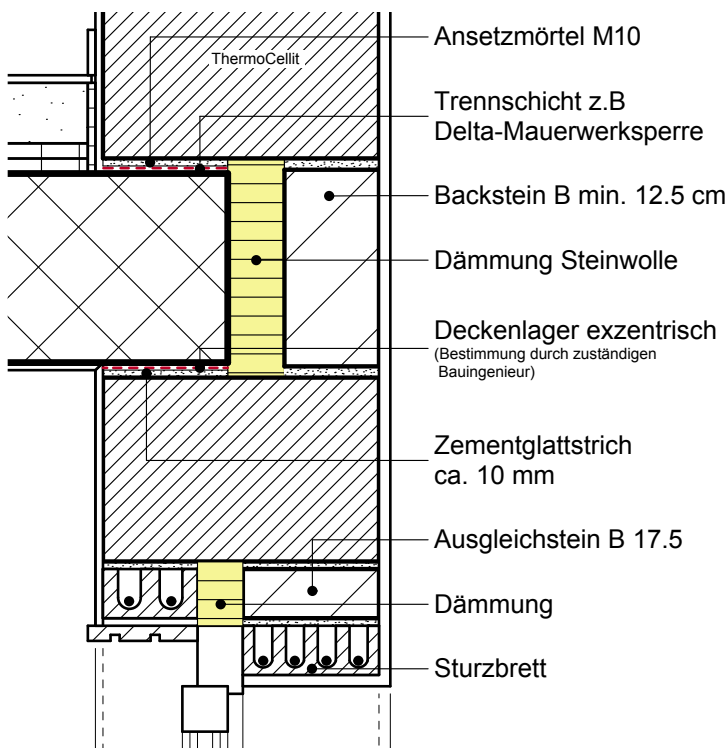 Ansetzmörtel M10
ThermoCellit
Trennschicht z.B
Delta-Mauerwerksperre
Backstein B min. 12.5 cm
Dämmung Steinwolle
Deckenlager exzentrisch
(Bestimmung durch zuständigen
Bauingenieur)
Zementglattstrich
ca. 10 mm
Ausgleichstein B 17.5
Dämmung
Sturzbrett